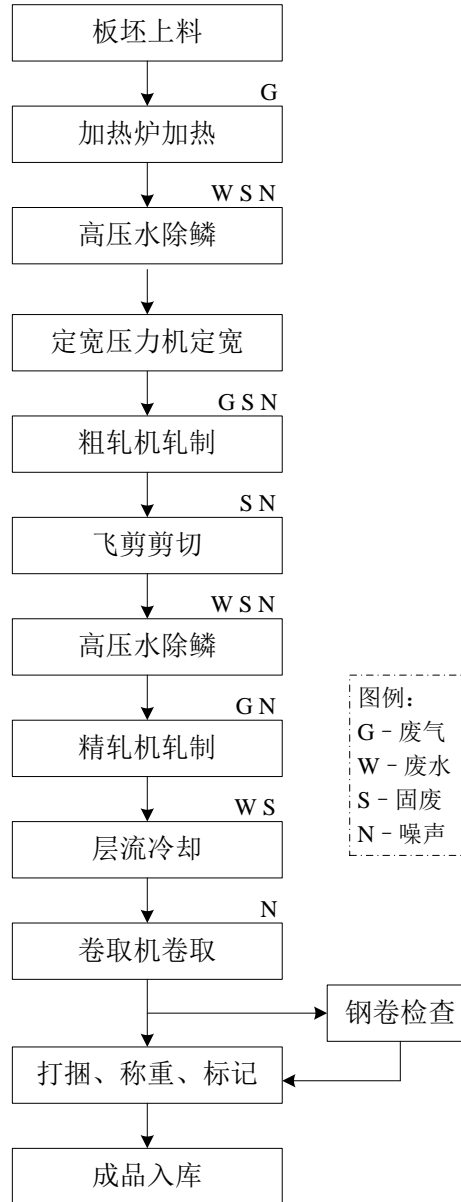 板坯上料
G
加热炉加热
W S N
高压水除鳞
定宽压力机定宽
G S N
粗轧机轧制
S N
飞剪剪切
W S N
高压水除鳞
G N
精轧机轧制
W S
层流冷却
N
卷取机卷取
钢卷检查
打捆、称重、标记
成品入库
图例：
G－废气
W－废水
S－固废
N－噪声